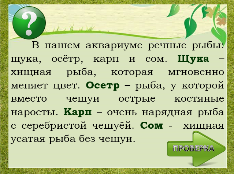 ?
В нашем аквариуме речные рыбы:
щука, осётр, карп и сом. Щука –
хищная рыба, которая мгновенно
меняет цвет. Осетр – рыба, у которой
вместо чешуи острые костяные
наросты. Карп – очень нарядная рыба
с серебристой чешуёй. Сом - хищная
усатая рыба без чешуи.
ПРОВЕРКА